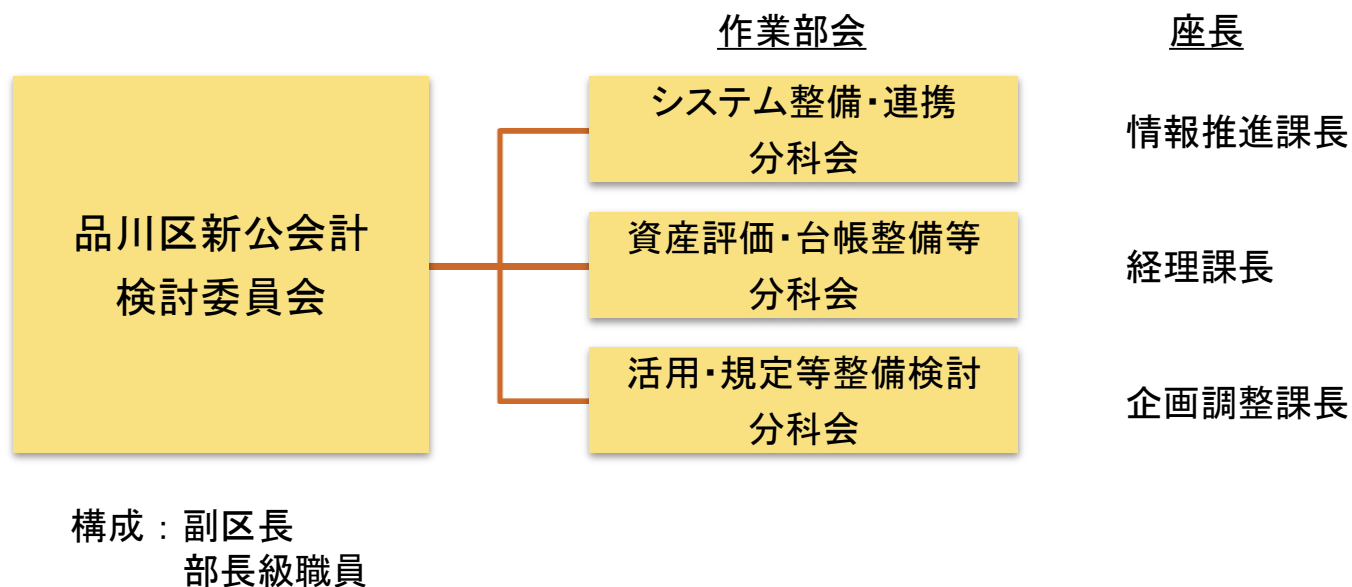 作業部会 座長
品川区新公会計
検討委員会
システム整備・連携
分科会
情報推進課長
資産評価・台帳整備等
分科会
経理課長
活用・規定等整備検討
分科会
企画調整課長
構成：副区長
部長級職員